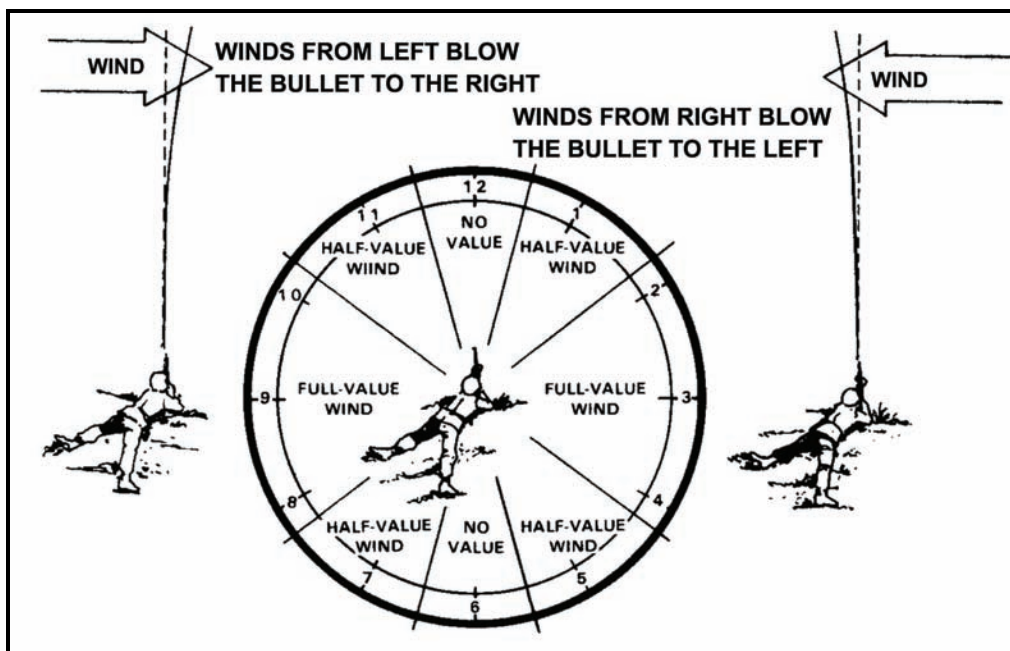 WIND
WINDS FROM LEFT BLOW
THE BULLET TO THE RIGHT
WIND
WINDS FROM RIGHT BLOW
THE BULLET TO THE LEFT
12
11
1
NO
VALUE
HALF-VALUE
WIIND
HALF-VALUE
WIND
10
2
9
FULL-VALUE
WIND
FULL-VALUE
WIND
3
8
4
HALF-VALUE
WIND
NO
VALUE
HALF-VALUE
WIND
7
5
6